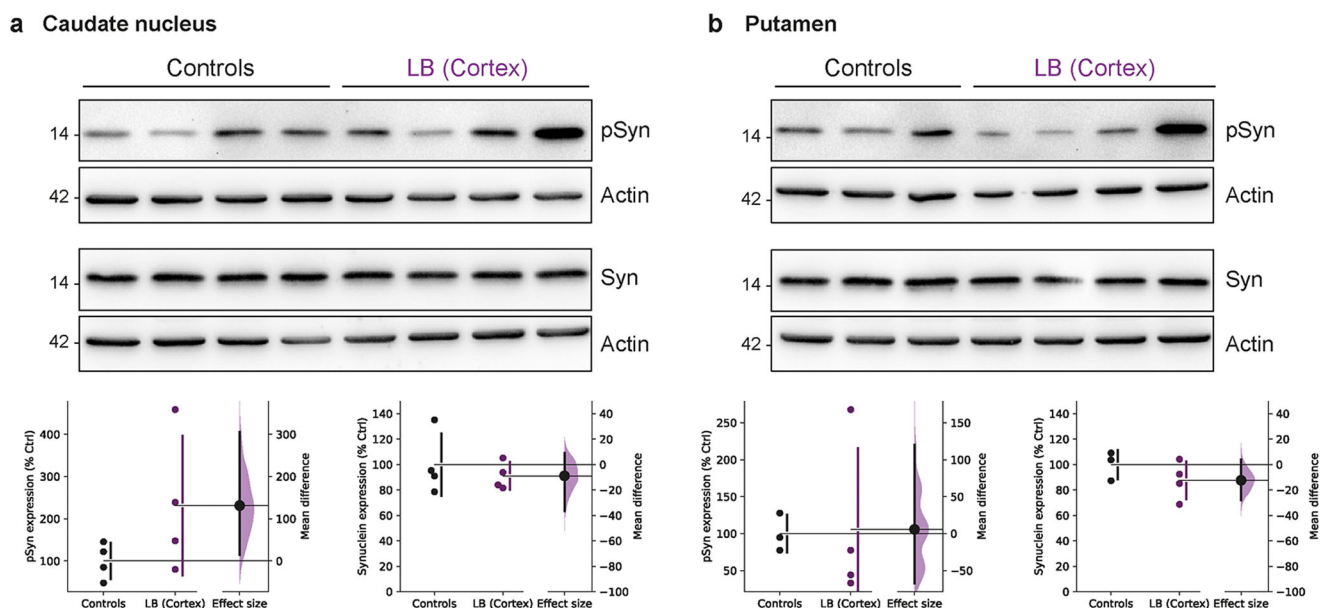 a Caudate nucleus
Controls LB (Cortex)
14 pSyn
42 Actin
14 Syn
42 Actin
pSyn expression (% Ctrl)
400
300
200
100
300
200
100
0
Mean difference
Controls LB (Cortex) Effect size
Synuclein expression (% Ctrl)
140
120
100
80
60
40
20
0
40
20
0
−20
−40
−60
−80
−100
Mean difference
Controls LB (Cortex) Effect size
b Putamen
Controls LB (Cortex)
14 pSyn
42 Actin
14 Syn
42 Actin
pSyn expression (% Ctrl)
250
200
150
100
50
150
100
50
0
−50
Mean difference
Controls LB (Cortex) Effect size
Synuclein expression (% Ctrl)
140
120
100
80
60
40
20
0
40
20
0
−20
−40
−60
−80
−100
Mean difference
Controls LB (Cortex) Effect size